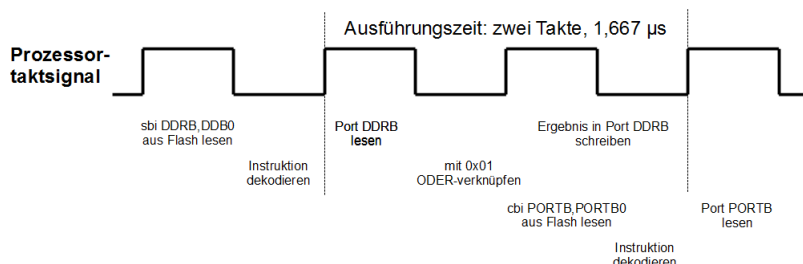 Ausführungszeit: zwei Takte, 1,667 µs
Prozessor-
taktsignal
sbi DDRB,DDB0
aus Flash lesen
Port DDRB
lesen
Ergebnis in Port DDRB
schreiben
Instruktion
dekodieren
mit 0x01
ODER-verknüpfen
cbi PORTB,PORTB0
aus Flash lesen
Port PORTB
lesen
Instruktion
dekodieren